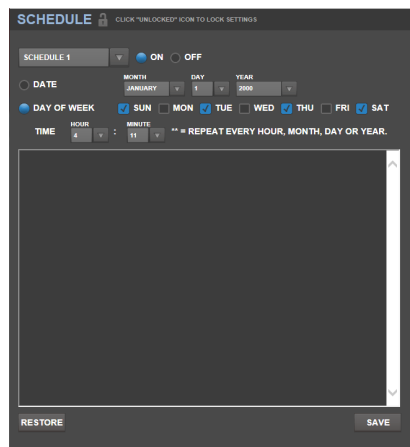 SCHEDULE CLICK "UNLOCKED" ICON TO LOCK SETTINGS
SCHEDULE 1 ON OFF
MONTH DAY YEAR
DATE JANUARY 1 2000
DAY OF WEEK SUN MON TUE WED THU FRI SAT
HOUR MINUTE
TIME 4 : 11 ** = REPEAT EVERY HOUR, MONTH, DAY OR YEAR.
RESTORE SAVE